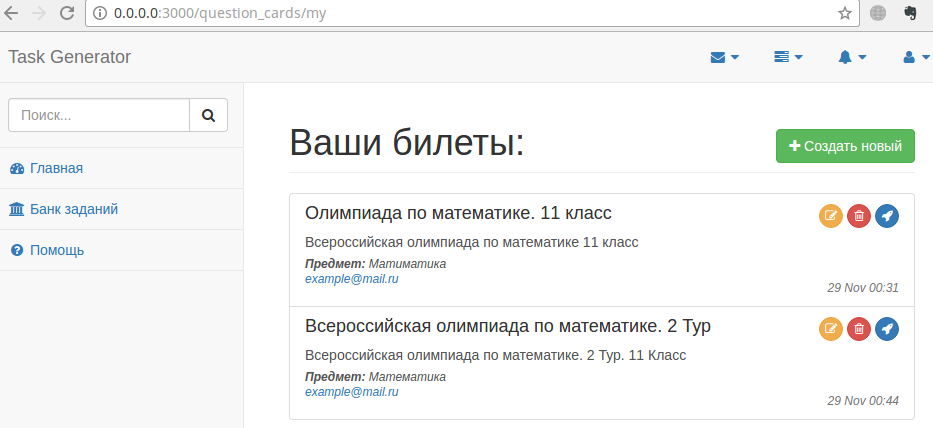 0.0.0.0:3000/question_cards/my
Task Generator
Поиск...
Главная
Банк заданий
Помощь
Ваши билеты:
Создать новый
Олимпиада по математике. 11 класс
Всероссийская олимпиада по математике 11 класс
Предмет: Матиматика
example@mail.ru
29 Nov 00:31
Всероссийская олимпиада по математике. 2 Тур
Всероссийская олимпиада по математике. 2 Тур. 11 Класс
Предмет: Математика
example@mail.ru
29 Nov 00:44